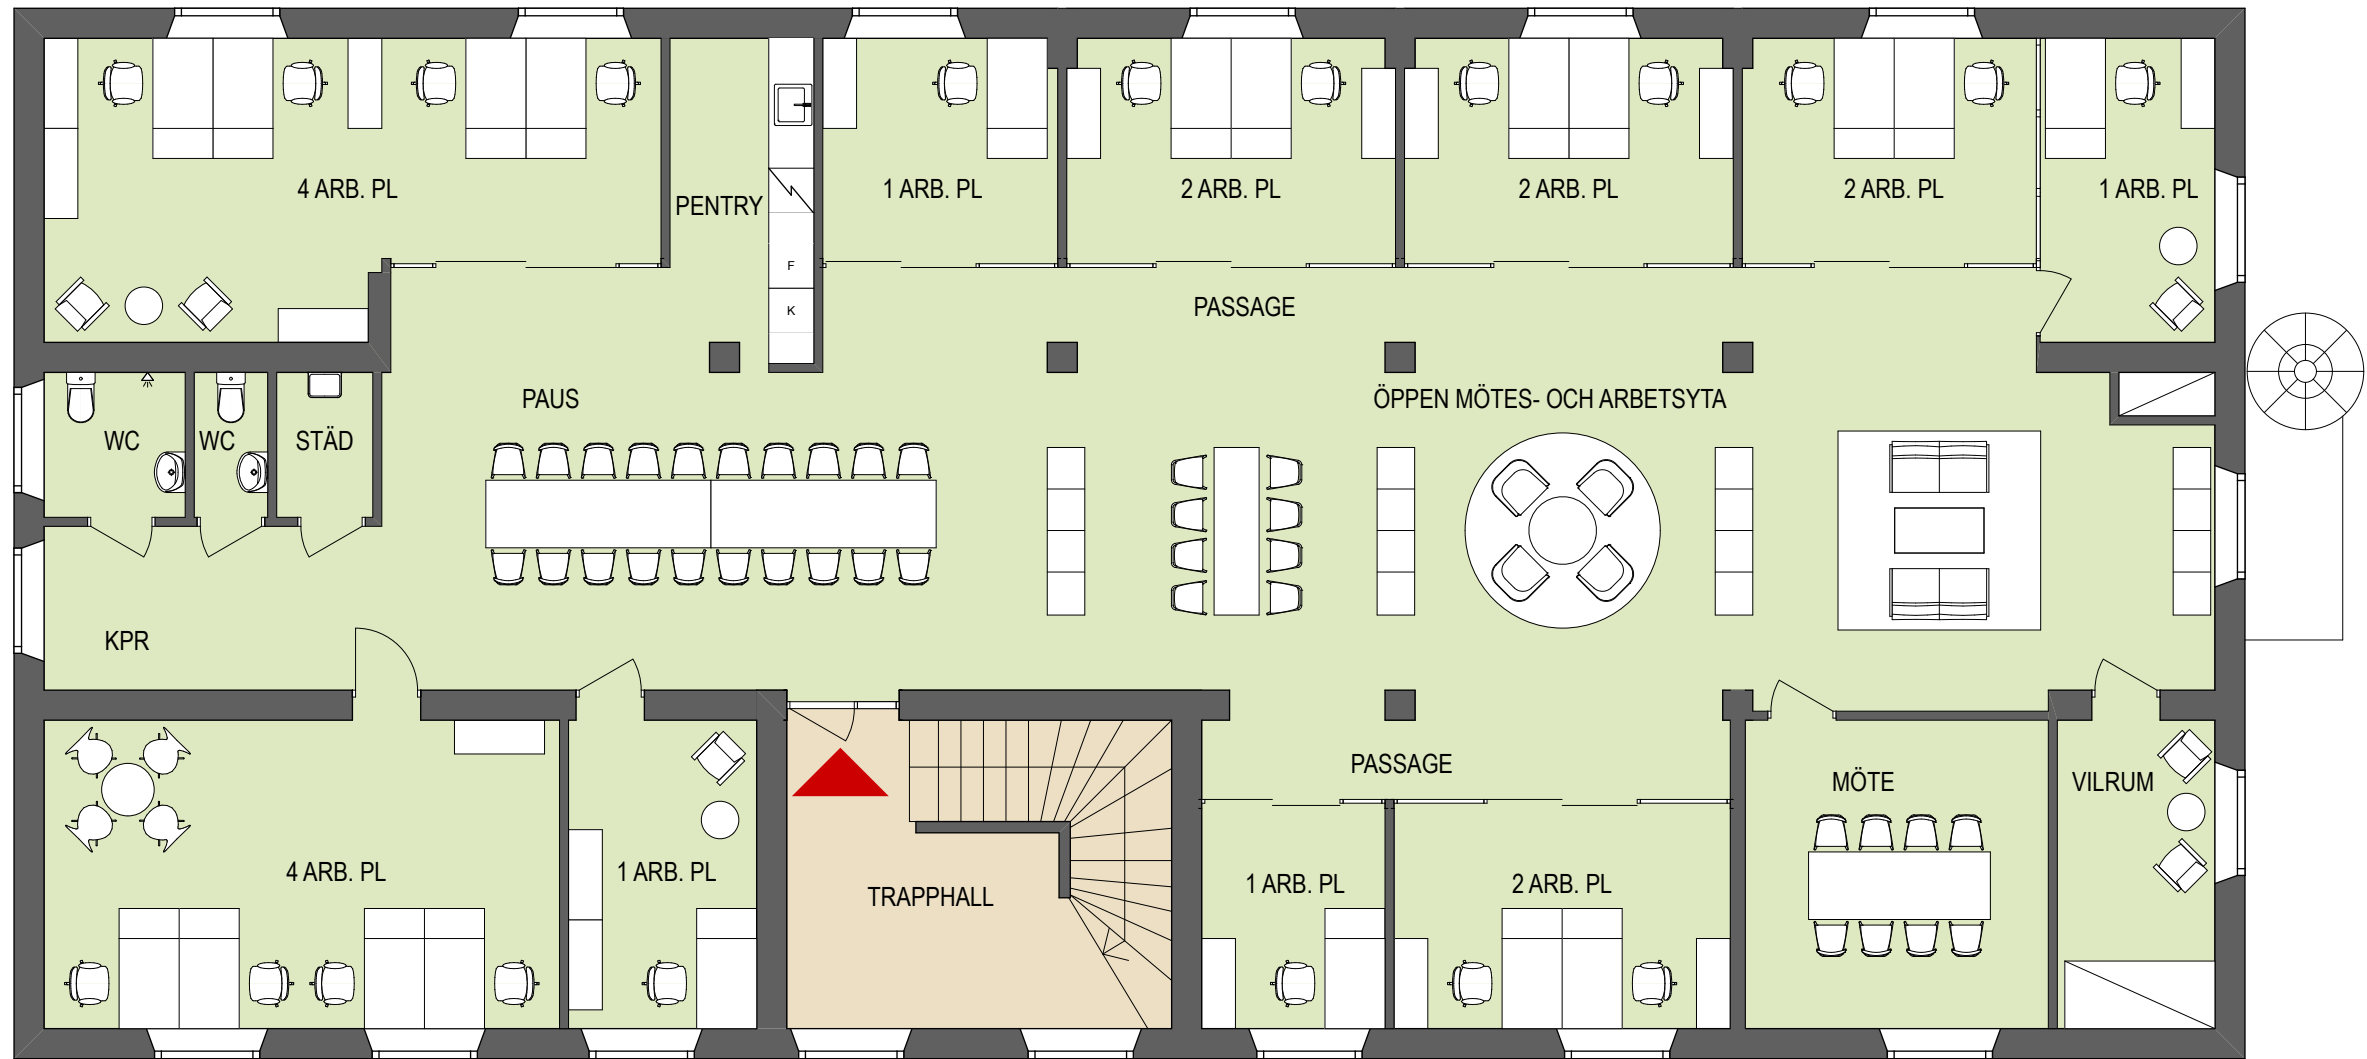 4 ARB. PL
PENTRY
1 ARB. PL
2 ARB. PL
2 ARB. PL
2 ARB. PL
1 ARB. PL
F
K
PASSAGE
PAUS
ÖPPEN MÖTES- OCH ARBETSYTA
WC
WC
STÄD
KPR
PASSAGE
MÖTE
VILRUM
4 ARB. PL
1 ARB. PL
TRAPPHALL
1 ARB. PL
2 ARB. PL